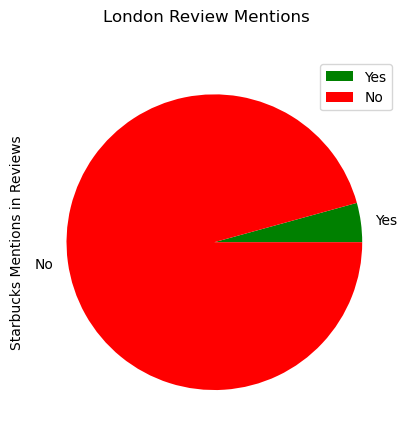 London Review Mentions
Yes
No
Starbucks Mentions in Reviews
Yes
No